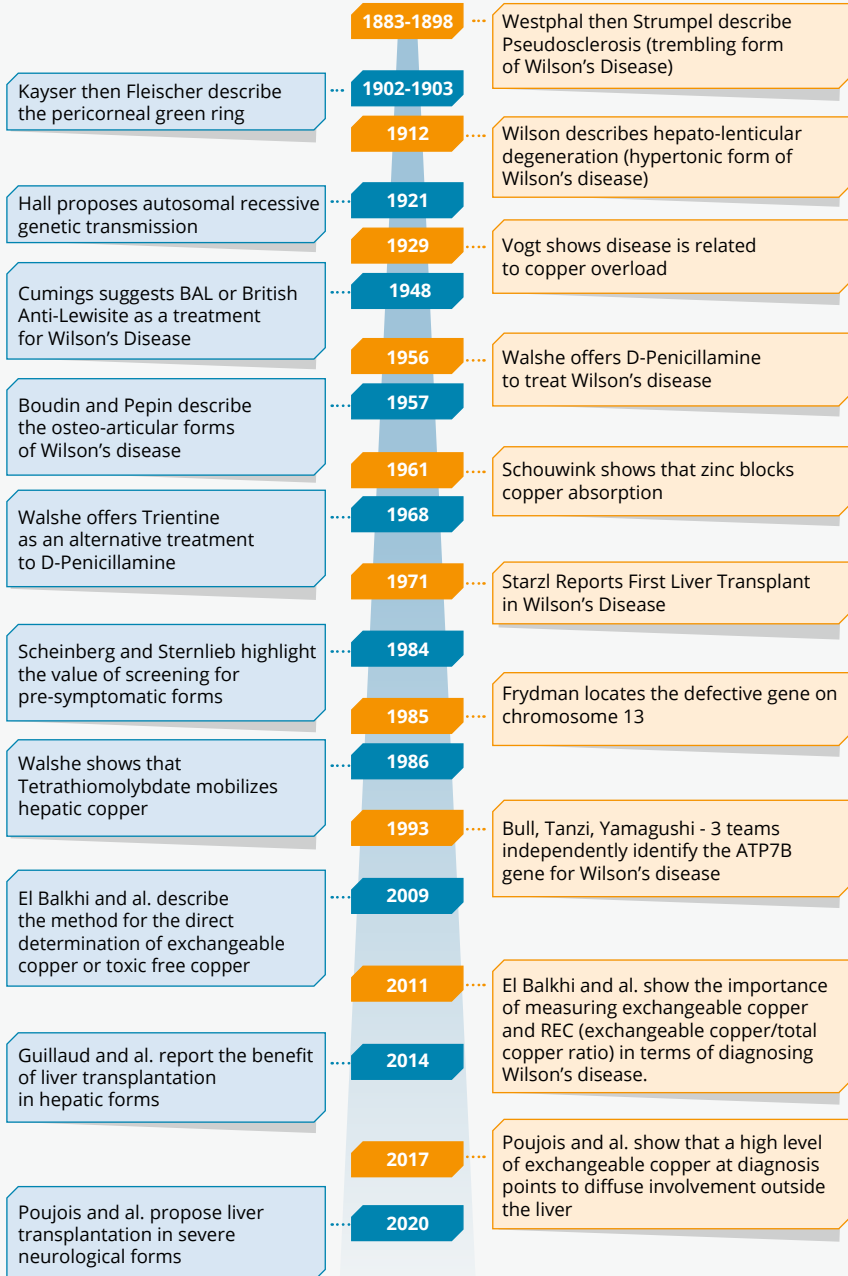 1883-1898
Westphal then Strumpel describe
Pseudosclerosis (trembling form
of Wilson's Disease)
1902-1903
Kayser then Fleischer describe
the pericorneal green ring
1912
Wilson describes hepato-lenticular
degeneration (hypertonic form of
Wilson's disease)
1921
Hall proposes autosomal recessive
genetic transmission
1929
Vogt shows disease is related
to copper overload
1948
Cumings suggests BAL or British
Anti-Lewisite as a treatment
for Wilson's Disease
1956
Walshe offers D-Penicillamine
to treat Wilson's disease
1957
Boudin and Pepin describe
the osteo-articular forms
of Wilson's disease
1961
Schouwink shows that zinc blocks
copper absorption
1968
Walshe offers Trientine
as an alternative treatment
to D-Penicillamine
1971
Starzl Reports First Liver Transplant
in Wilson's Disease
1984
Scheinberg and Sternlieb highlight
the value of screening for
pre-symptomatic forms
1985
Frydman locates the defective gene on
chromosome 13
1986
Walshe shows that
Tetrathiomolybdate mobilizes
hepatic copper
1993
Bull, Tanzi, Yamagushi - 3 teams
independently identify the ATP7B
gene for Wilson's disease
2009
El Balkhi and al. describe
the method for the direct
determination of exchangeable
copper or toxic free copper
2011
El Balkhi and al. show the importance
of measuring exchangeable copper
and REC (exchangeable copper/total
copper ratio) in terms of diagnosing
Wilson's disease.
2014
Guillaud and al. report the benefit
of liver transplantation
in hepatic forms
2017
Poujois and al. show that a high level
of exchangeable copper at diagnosis
points to diffuse involvement outside
the liver
2020
Poujois and al. propose liver
transplantation in severe
neurological forms